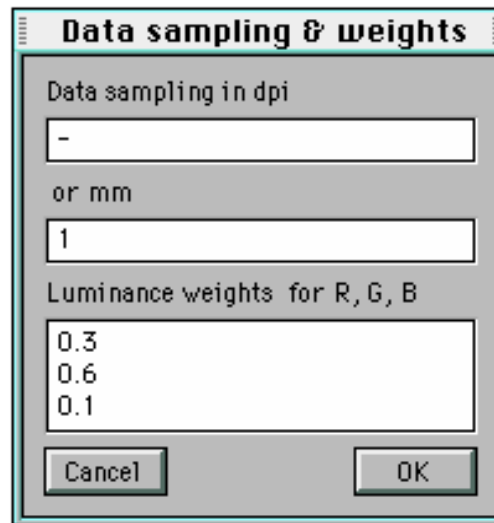 Data sampling & weights
Data sampling in dpi
-
or mm
1
Luminance weights for R, G, B
0.3
0.6
0.1
Cancel OK